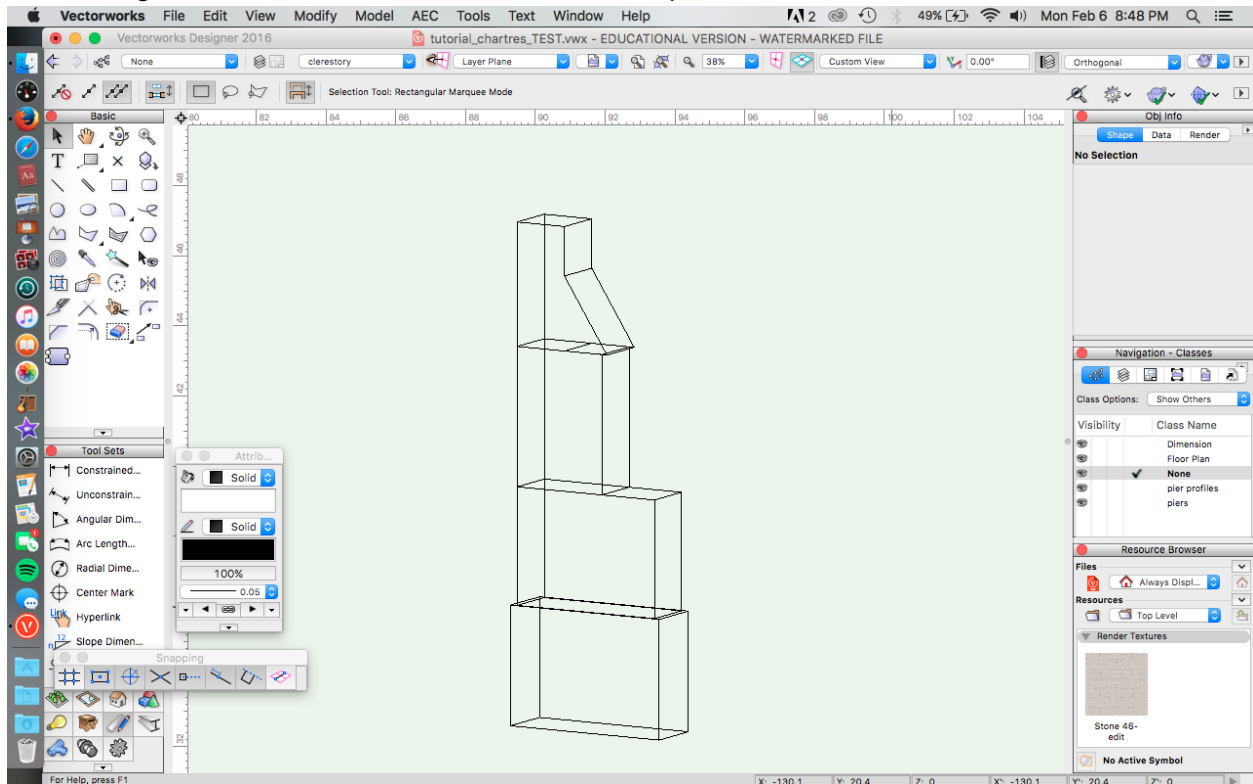 Vectorworks File Edit View Modify Model AEC Tools Text Window Help 2 49% Mon Feb 6 8:48 PM
Vectorworks Designer 2016 tutorial_chartres_TEST.vwx - EDUCATIONAL VERSION - WATERMARKED FILE
None clerestory Layer Plane 38% Custom View 0.00° Orthogonal
Selection Tool: Rectangular Marquee Mode
Basic
80 82 84 86 88 90 92 94 96 98 100 102 104
Obj Info
Shape Data Render
No Selection
48
46
44
42
32
Navigation - Classes
Class Options: Show Others
Visibility Class Name
Dimension
Floor Plan
None
pier profiles
piers
Tool Sets
Constrained...
Unconstrain...
Angular Dim...
Arc Length...
Radial Dime...
Center Mark
Hyperlink
Slope Dimen...
Attrib...
Solid
Solid
100%
0.05
Snapping
Resource Browser
Files
Always Displ...
Resources
Top Level
Render Textures
Stone 46-
edit
No Active Symbol
For Help, press F1
X: -130.1 Y: 20.4 Z: 0 X': -130.1 Y': 20.4 Z': 0